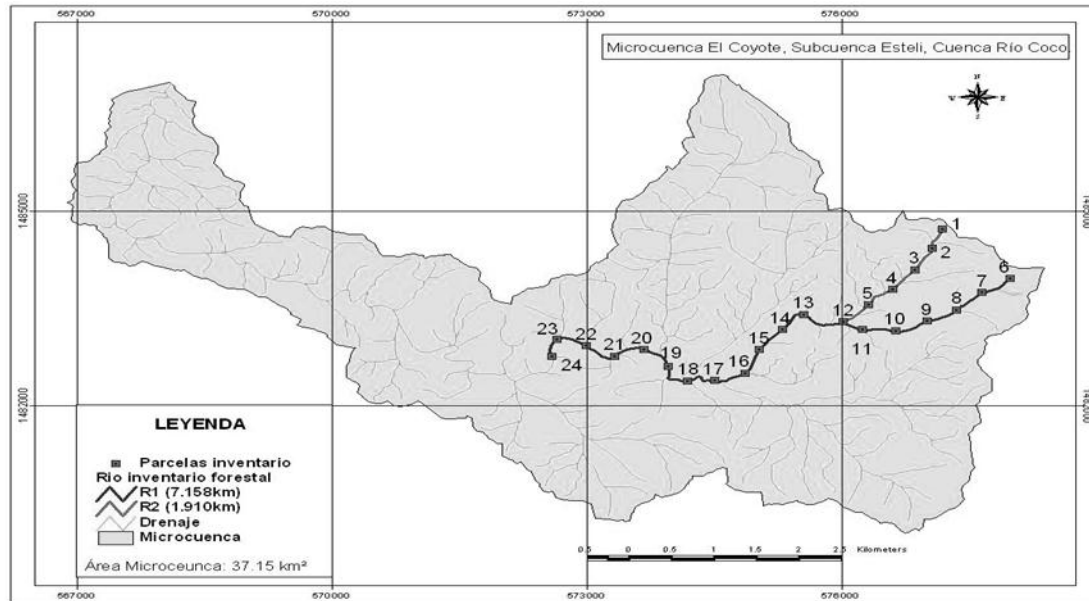 567000 570000 573000 576000
Microcuenca El Coyote, Subcuenca Esteli, Cuenca Río Coco.
N
W E
S
1485000
1
2
3
4
5
6
7
8
9
10
11
12
13
14
15
16
17
18
19
20
21
22
23
24
1482000
LEYENDA
Parcelas inventario
Rio inventario forestal
R1 (7.158km)
R2 (1.910km)
Drenaje
Microcuenca
Área Microceunca: 37.15 km²
0.5 0 0.5 1 1.5 2 2.5 Kilometers
567000 570000 573000 576000